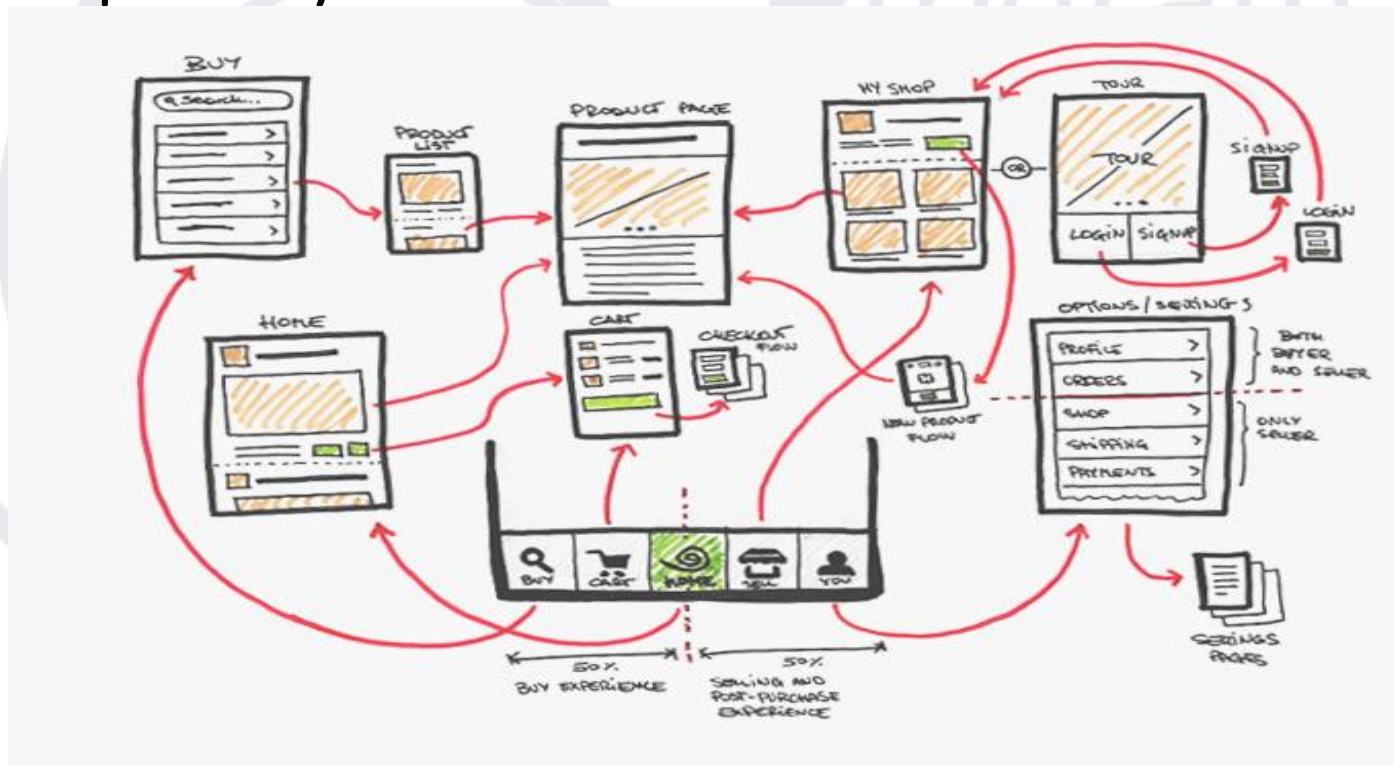 BUY
Search...
PRODUCT
LIST
PRODUCT PAGE
MY SHOP
OR
TOUR
TOUR
LOGIN
SIGNUP
SIGNUP
LOGIN
HOME
CART
CHECKOUT
FLOW
NEW PRODUCT
FLOW
OPTIONS/SETTINGS
PROFILE >
ORDERS >
SHOP >
SHIPPING >
PAYMENTS >
BOTH
BUYER
AND SELLER
ONLY
SELLER
BUY
CART
HOME
SELL
YOU
50%
BUY EXPERIENCE
50%
SELLING AND
POST-PURCHASE
EXPERIENCE
SETTINGS
PAGES